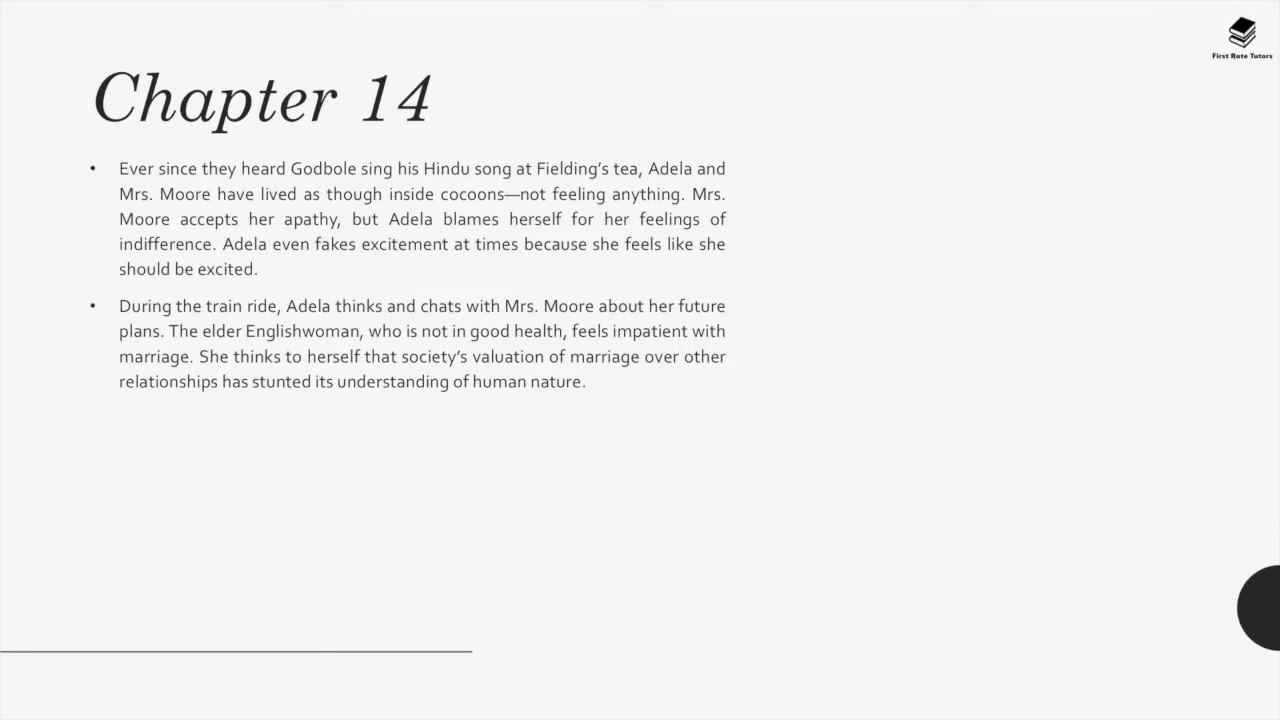 First Rate Tutors
Chapter 14
• Ever since they heard Godbole sing his Hindu song at Fielding’s tea, Adela and
Mrs. Moore have lived as though inside cocoons—not feeling anything. Mrs.
Moore accepts her apathy, but Adela blames herself for her feelings of
indifference. Adela even fakes excitement at times because she feels like she
should be excited.
• During the train ride, Adela thinks and chats with Mrs. Moore about her future
plans. The elder Englishwoman, who is not in good health, feels impatient with
marriage. She thinks to herself that society’s valuation of marriage over other
relationships has stunted its understanding of human nature.